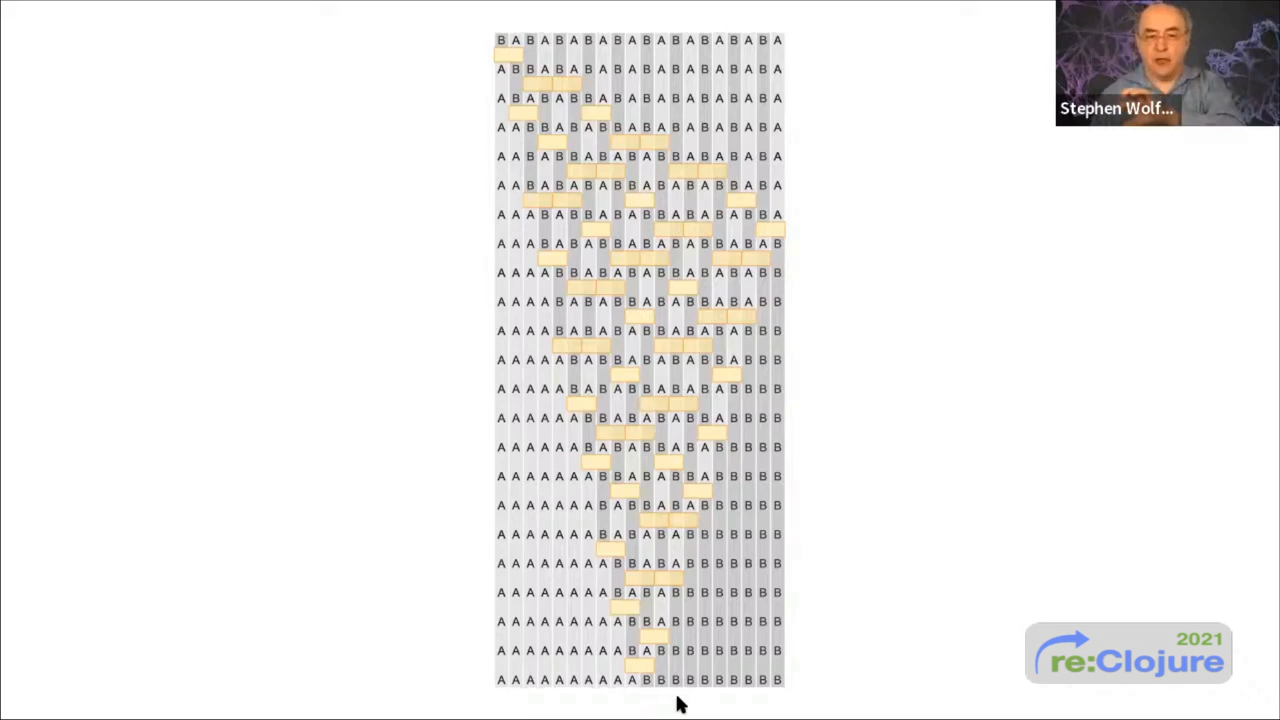 B A B A B A B A B A B A B A B A B A B A
A B B A B A B A B A B A B A B A B A B A
A B A B A B B A B A B A B A B A B A B A
A A B B A B A B B A B A B A B A B A B A
A A B A B B A B A B A B B A B A B A B A
A A B A B A B A B B A B A B A B B A B A
A A A B A B B A B A B B A B A B A B B A
A A A B A B A B B A B A B A B B A B A B
A A A A B B A B A B A B B A B A B A B B
A A A A B A B A B B A B A B B A B A B B
A A A A B A B A B A B B A B A B A B B B
A A A A A B A B B A B A B A B B A B B B
A A A A A B A B A B B A B A B A B B B B
A A A A A A B B A B A B A B B A B B B B
A A A A A A B A B A B B A B A B B B B B
A A A A A A A B B A B A B B A B B B B B
A A A A A A A B A B B A B A B B B B B B
A A A A A A A B A B A B A B B B B B B B
A A A A A A A A B B A B A B B B B B B B
A A A A A A A A B A B A B B B B B B B B
A A A A A A A A A B B A B B B B B B B B
A A A A A A A A A B A B B B B B B B B B
A A A A A A A A A A B B B B B B B B B B
Stephen Wolf...
2021
re:Clojure